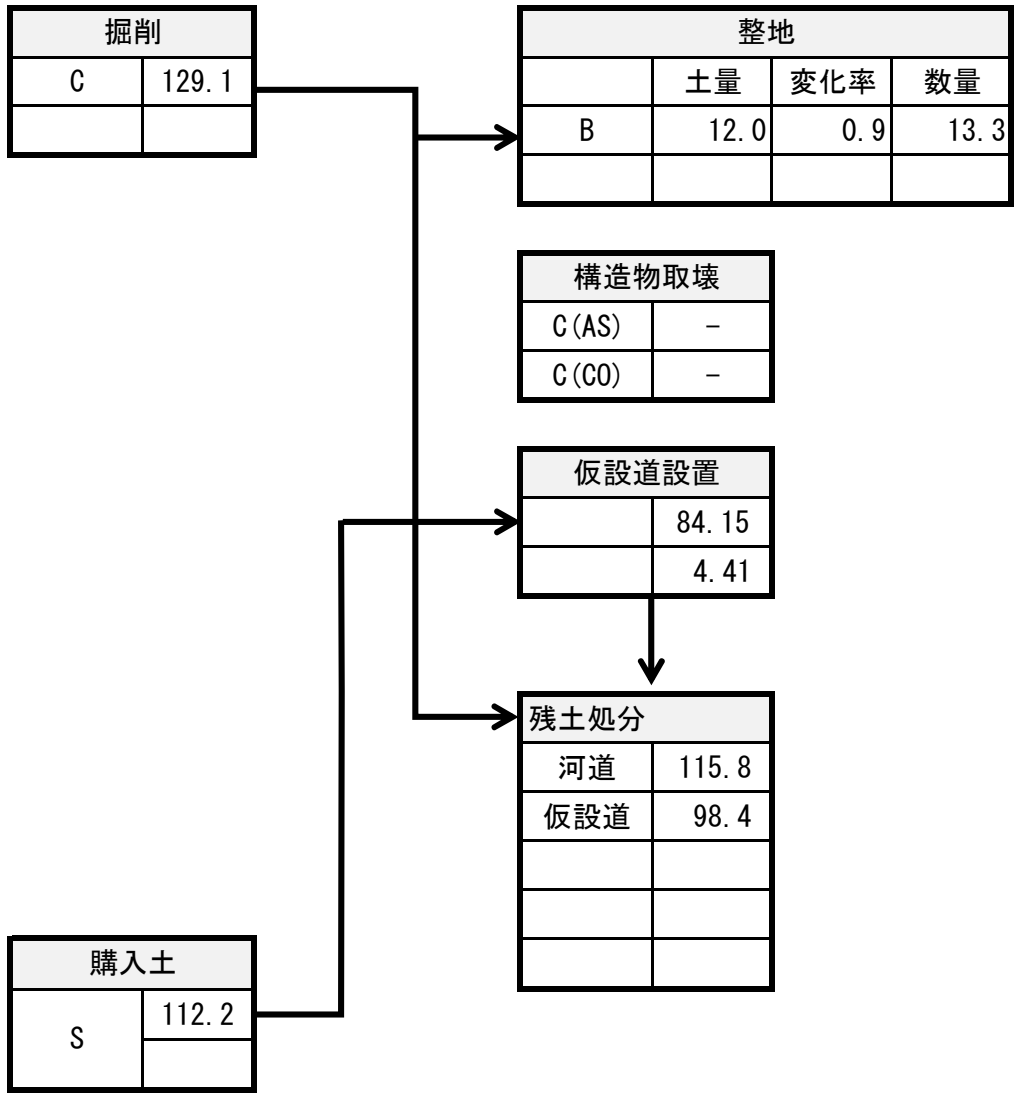 掘削
C 129.1
整地
土量 変化率 数量
B 12.0 0.9 13.3
構造物取壊
C(AS) -
C(CO) -
仮設道設置
84.15
4.41
残土処分
河道 115.8
仮設道 98.4
購入土
S 112.2